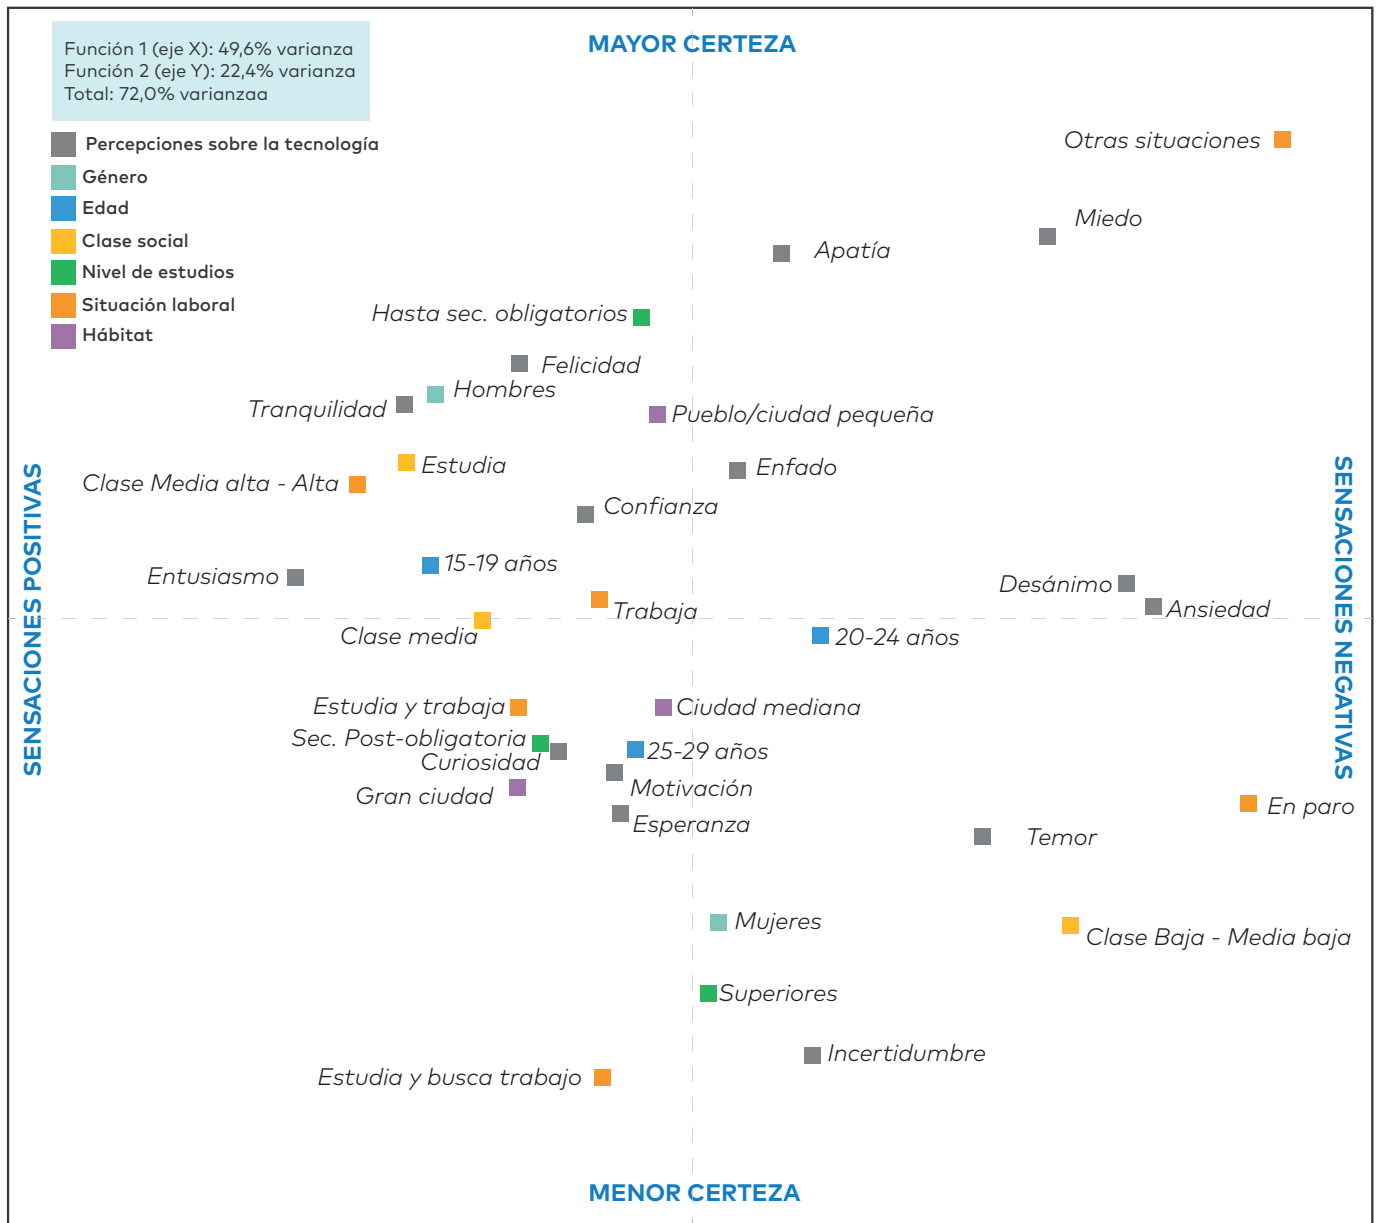 Función 1 (eje X): 49,6% varianza
Función 2 (eje Y): 22,4% varianza
Total: 72,0% varianzaa
Percepciones sobre la tecnología
Género
Edad
Clase social
Nivel de estudios
Situación laboral
Hábitat
MAYOR CERTEZA
Otras situaciones
Miedo
Apatía
Hasta sec. obligatorios
Felicidad
Hombres
Tranquilidad
Pueblo/ciudad pequeña
Estudia
Enfado
Clase Media alta - Alta
Confianza
15-19 años
Entusiasmo
Desánimo
Trabaja
Ansiedad
Clase media
20-24 años
SENSACIONES POSITIVAS
SENSACIONES NEGATIVAS
Estudia y trabaja
Ciudad mediana
Sec. Post-obligatoria
25-29 años
Curiosidad
Motivación
Gran ciudad
Esperanza
En paro
Temor
Mujeres
Clase Baja - Media baja
Superiores
Incertidumbre
Estudia y busca trabajo
MENOR CERTEZA